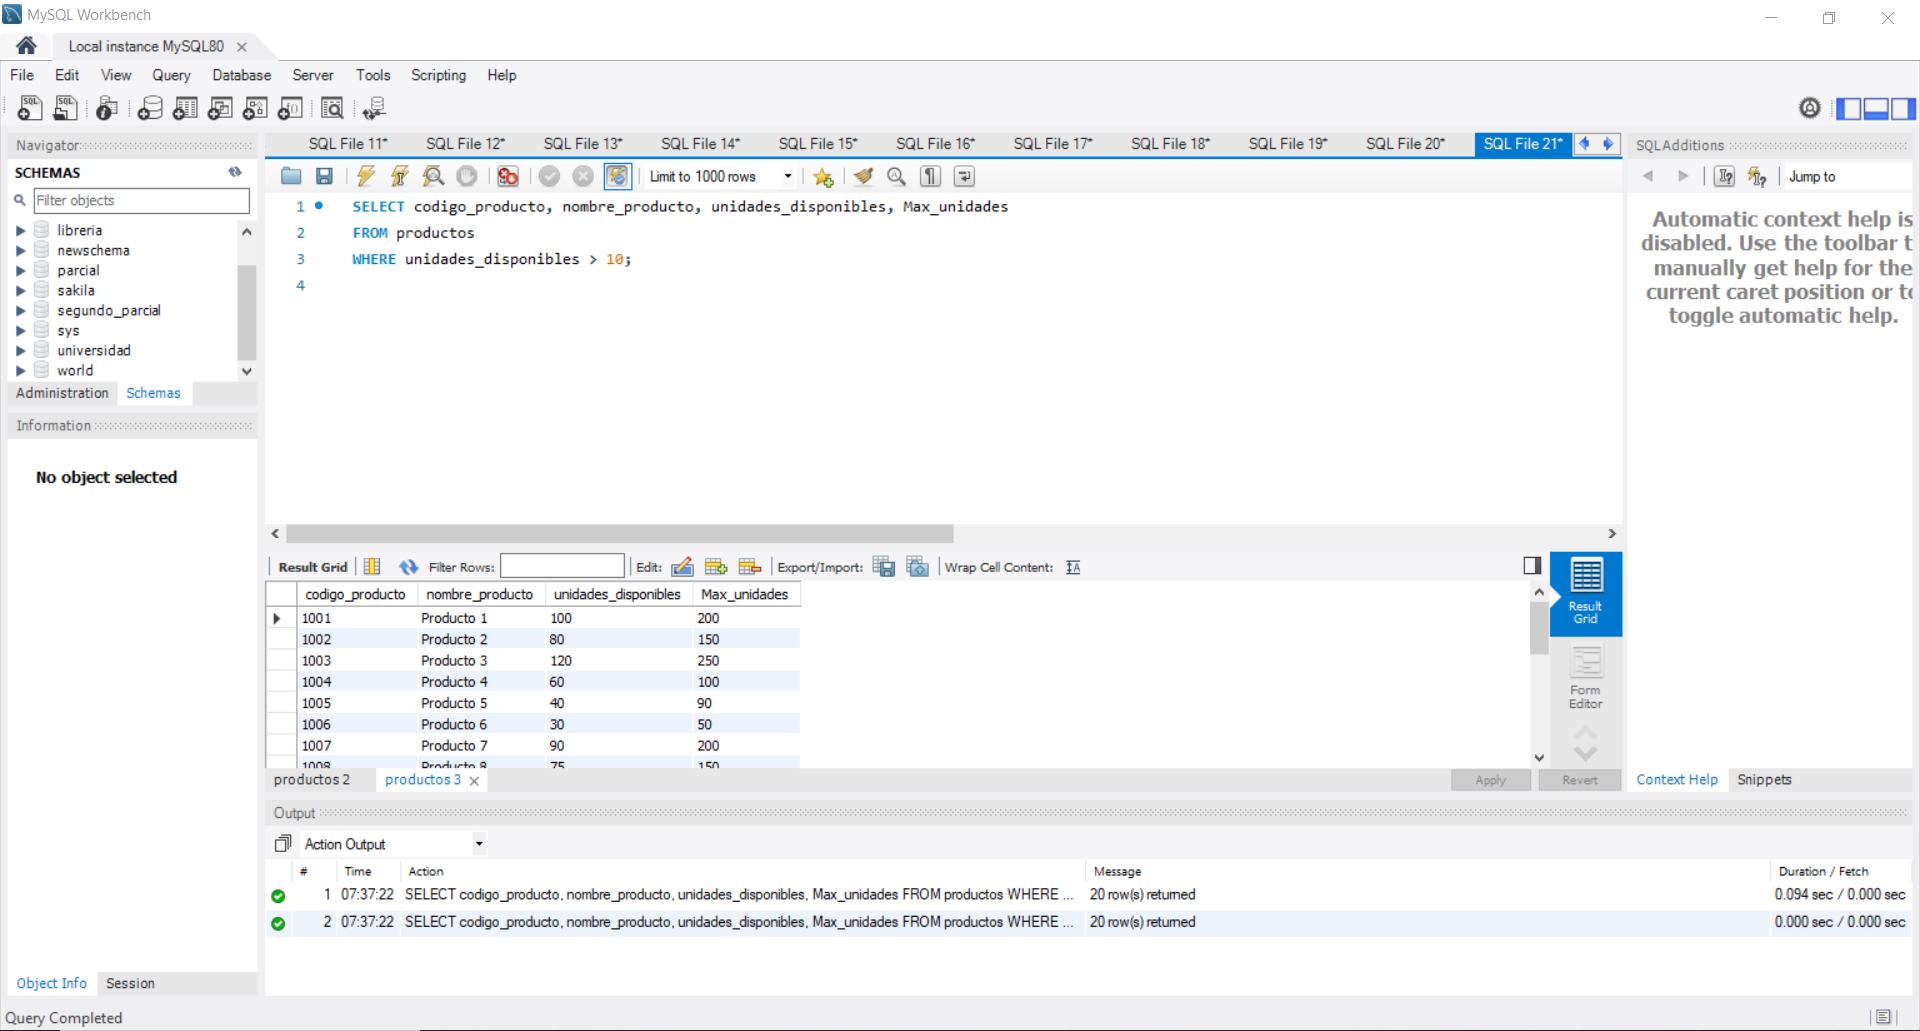 MySQL Workbench
Local instance MySQL80
File Edit View Query Database Server Tools Scripting Help
Navigator
SCHEMAS
Filter objects
libreria
newschema
parcial
sakila
segundo_parcial
sys
universidad
world
Administration Schemas
Information
No object selected
Object Info Session
Query Completed
SQL File 11* SQL File 12* SQL File 13* SQL File 14* SQL File 15* SQL File 16* SQL File 17* SQL File 18* SQL File 19* SQL File 20* SQL File 21*
Limit to 1000 rows
1 SELECT codigo_producto, nombre_producto, unidades_disponibles, Max_unidades
2 FROM productos
3 WHERE unidades_disponibles > 10;
4
Result Grid Filter Rows: Edit: Export/Import: Wrap Cell Content:
codigo_producto nombre_producto unidades_disponibles Max_unidades
1001 Producto 1 100 200
1002 Producto 2 80 150
1003 Producto 3 120 250
1004 Producto 4 60 100
1005 Producto 5 40 90
1006 Producto 6 30 50
1007 Producto 7 90 200
1008 Producto 8 75 150
Result
Grid
Form
Editor
productos 2 productos 3 Apply Revert
Output
Action Output
# Time Action Message Duration / Fetch
1 07:37:22 SELECT codigo_producto, nombre_producto, unidades_disponibles, Max_unidades FROM productos WHERE ... 20 row(s) returned 0.094 sec / 0.000 sec
2 07:37:22 SELECT codigo_producto, nombre_producto, unidades_disponibles, Max_unidades FROM productos WHERE ... 20 row(s) returned 0.000 sec / 0.000 sec
SQLAdditions
Jump to
Automatic context help is
disabled. Use the toolbar t
manually get help for the
current caret position or to
toggle automatic help.
Context Help Snippets